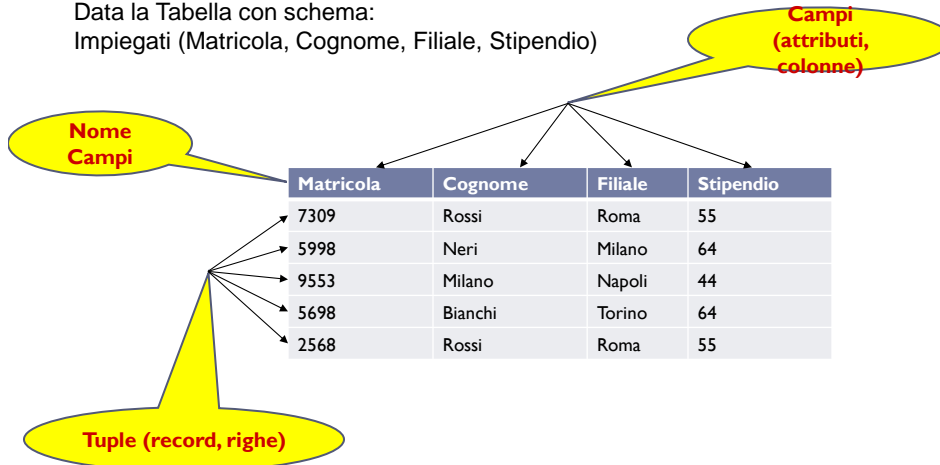 Data la Tabella con schema:
Impiegati (Matricola, Cognome, Filiale, Stipendio)
Campi
(attributi,
colonne)
Nome
Campi
Matricola Cognome Filiale Stipendio
7309 Rossi Roma 55
5998 Neri Milano 64
9553 Milano Napoli 44
5698 Bianchi Torino 64
2568 Rossi Roma 55
Tuple (record, righe)